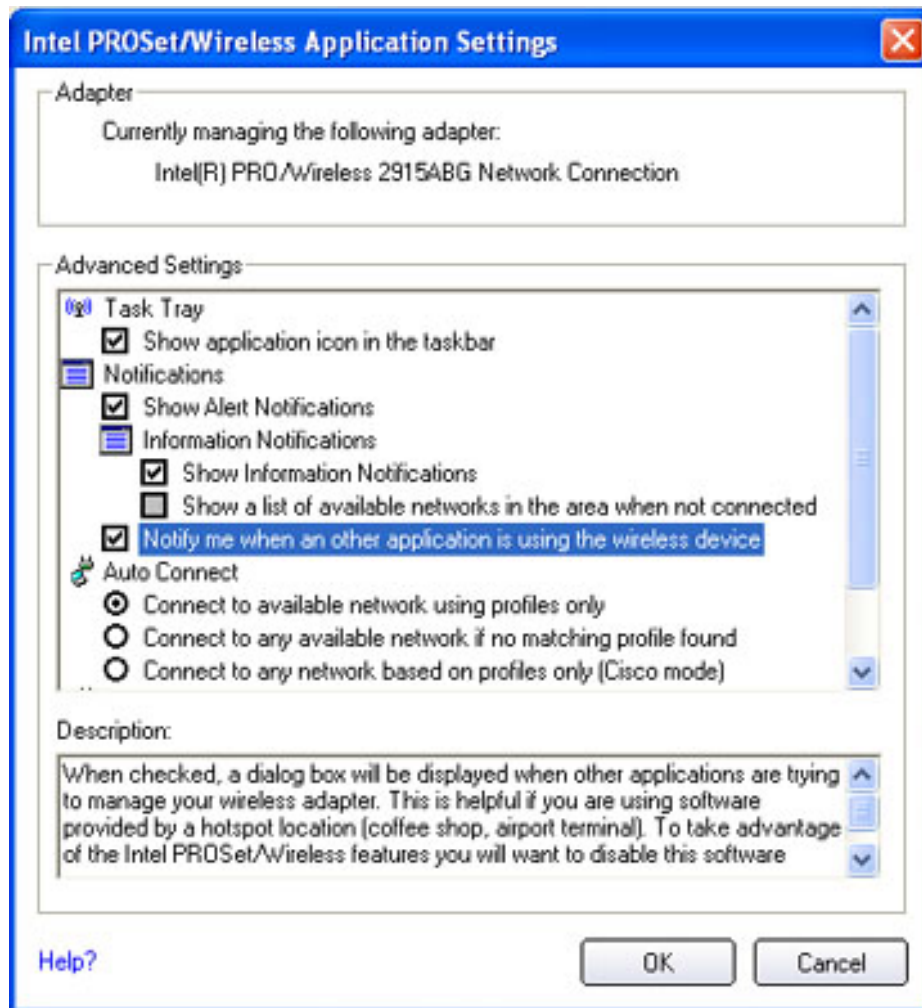 Intel PROSet/Wireless Application Settings
Adapter
Currently managing the following adapter:
Intel(R) PRO/Wireless 2915ABG Network Connection
Advanced Settings
Task Tray
Show application icon in the taskbar
Notifications
Show Alert Notifications
Information Notifications
Show Information Notifications
Show a list of available networks in the area when not connected
Notify me when an other application is using the wireless device
Auto Connect
Connect to available network using profiles only
Connect to any available network if no matching profile found
Connect to any network based on profiles only (Cisco mode)
Description:
When checked, a dialog box will be displayed when other applications are trying
to manage your wireless adapter. This is helpful if you are using software
provided by a hotspot location (coffee shop, airport terminal). To take advantage
of the Intel PROSet/Wireless features you will want to disable this software
Help?
OK
Cancel